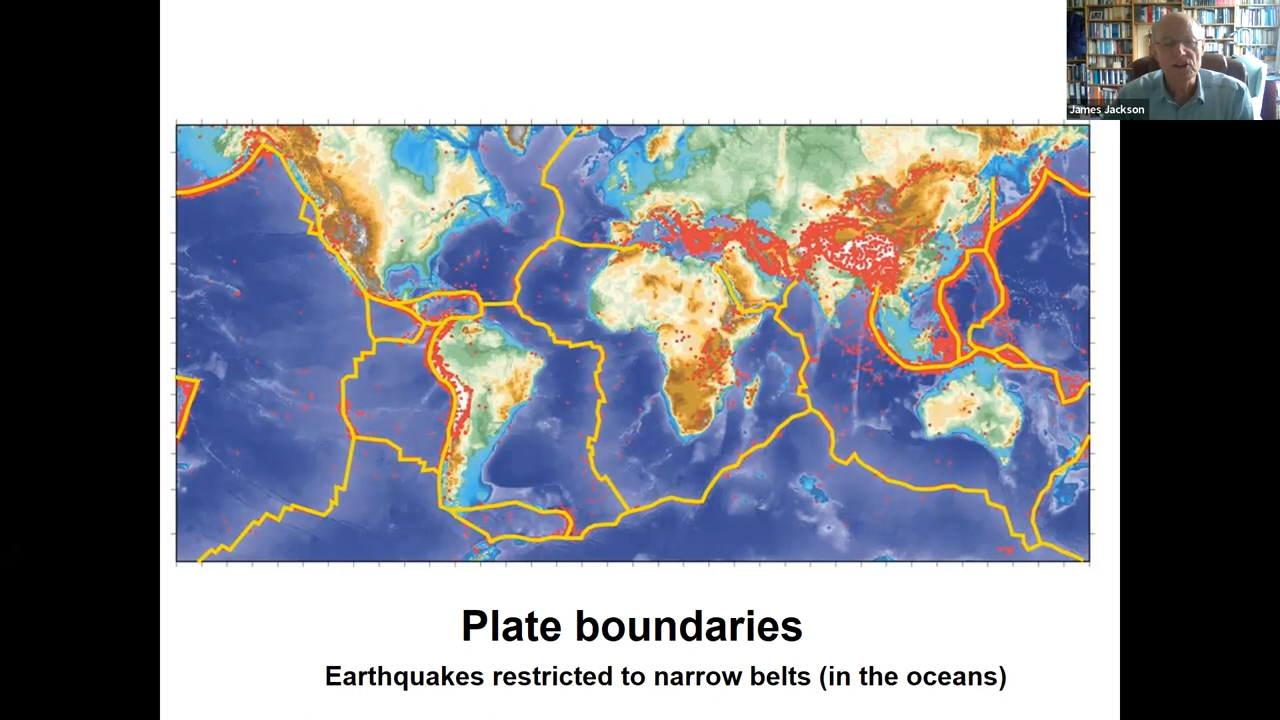 James Jackson
Plate boundaries
Earthquakes restricted to narrow belts (in the oceans)